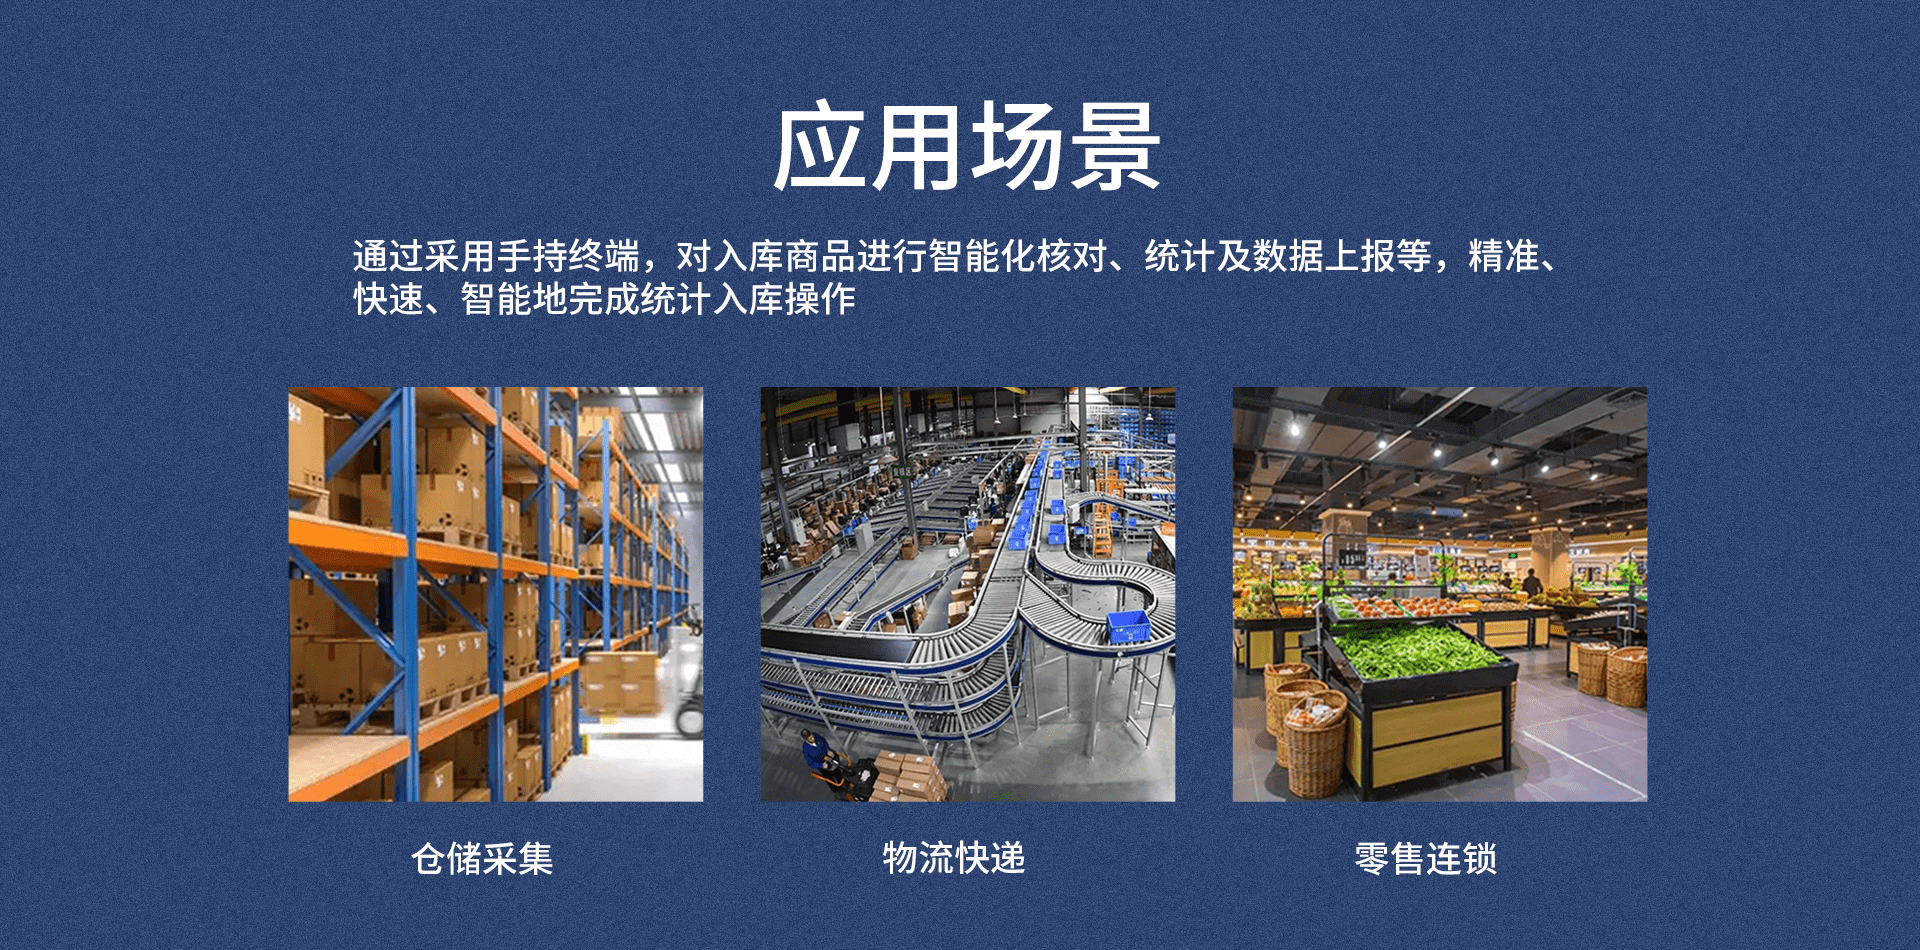 应用场景
通过采用手持终端，对入库商品进行智能化核对、统计及数据上报等，精准、
快速、智能地完成统计入库操作
仓储采集
物流快递
零售连锁